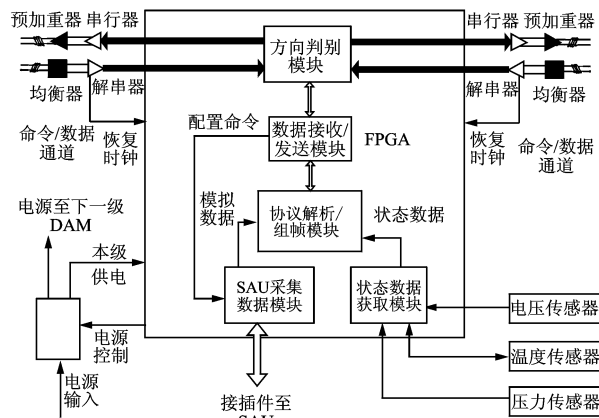 预加重器 串行器
串行器 预加重器
方向判别
模块
解串器
均衡器
解串器
均衡器
命令/数据
通道
恢复
时钟
配置命令
数据接收/
发送模块
FPGA
恢复
时钟
命令/数据
通道
模拟
数据
协议解析/
组帧模块
状态数据
电源至下一级
DAM
本级
供电
SAU采集
数据模块
状态数据
获取模块
电压传感器
电源
控制
温度传感器
电源
输入
接插件至
SAU
压力传感器